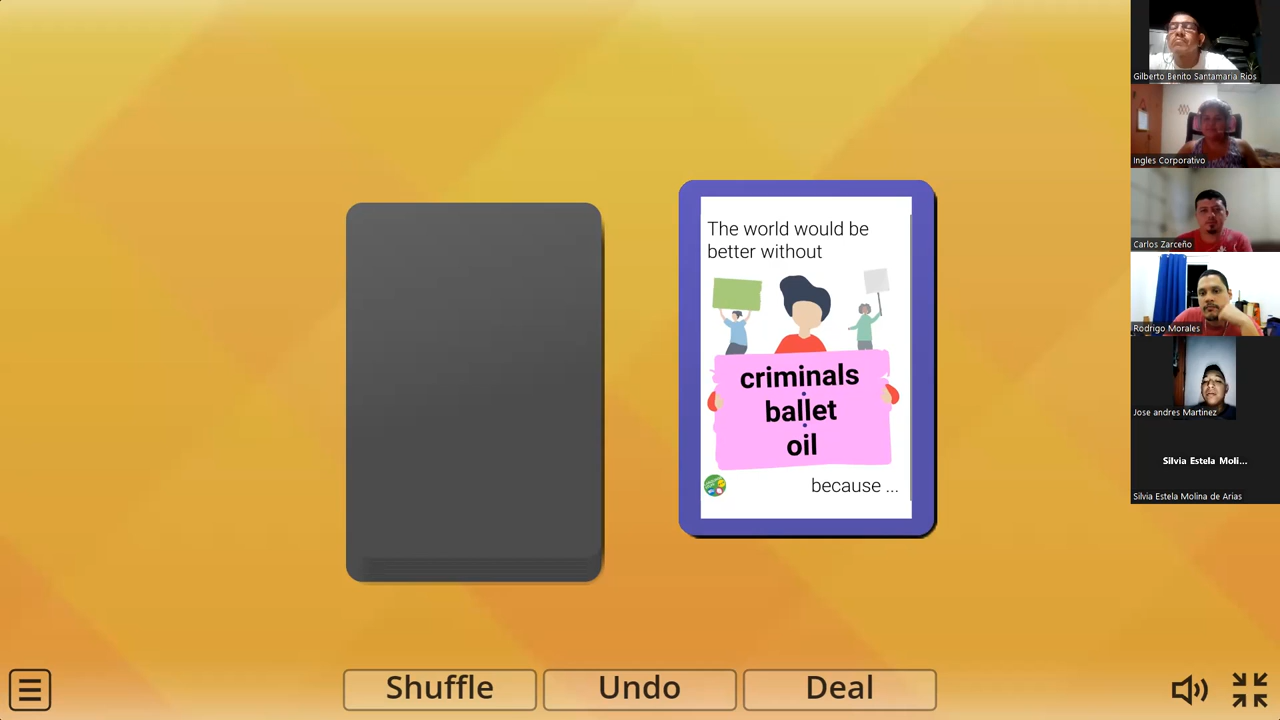 The world would be
better without
criminals
ballet
oil
because ...
Shuffle
Undo
Deal
Gilberto Benito Santamaria Rios
Ingles Corporativo
Carlos Zarceño
Rodrigo Morales
Jose andres Martinez
Silvia Estela Moli...
Silvia Estela Molina de Arias